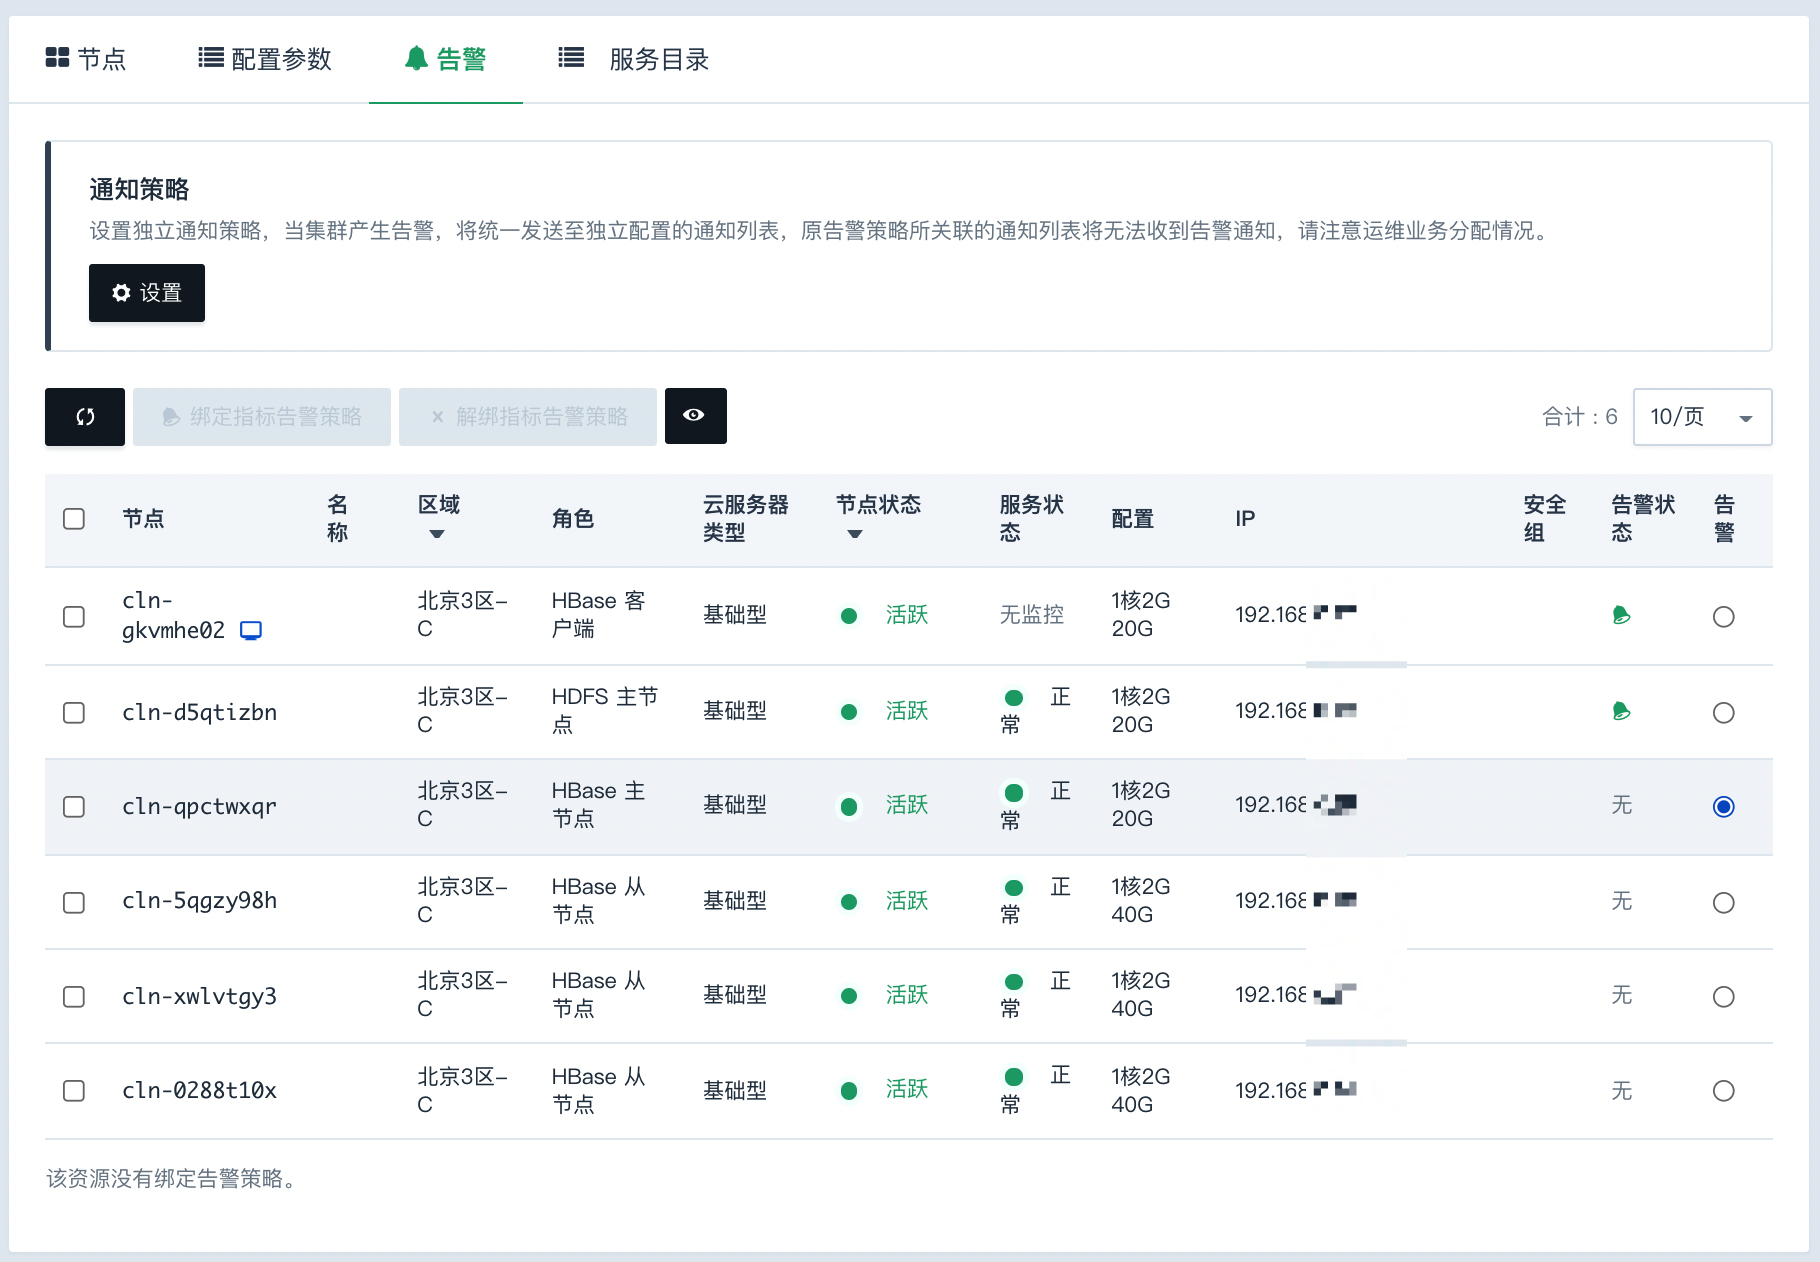 节点 配置参数 告警 服务目录
通知策略
设置独立通知策略，当集群产生告警，将统一发送至独立配置的通知列表，原告警策略所关联的通知列表将无法收到告警通知，请注意运维业务分配情况。
设置
绑定指标告警策略 × 解绑指标告警策略 合计：6 10/页
节点 名称 区域 角色 云服务器类型 节点状态 服务状态 配置 IP 安全组 告警状态 告警
cln-gkvmhe02 北京3区-C HBase 客户端 基础型 活跃 无监控 1核2G 20G 192.168
cln-d5qtizbn 北京3区-C HDFS 主节点 基础型 活跃 正常 1核2G 20G 192.168
cln-qpctwxqr 北京3区-C HBase 主节点 基础型 活跃 正常 1核2G 20G 192.168 无
cln-5qgzy98h 北京3区-C HBase 从节点 基础型 活跃 正常 1核2G 40G 192.168 无
cln-xwlvtgy3 北京3区-C HBase 从节点 基础型 活跃 正常 1核2G 40G 192.168 无
cln-0288t10x 北京3区-C HBase 从节点 基础型 活跃 正常 1核2G 40G 192.168 无
该资源没有绑定告警策略。